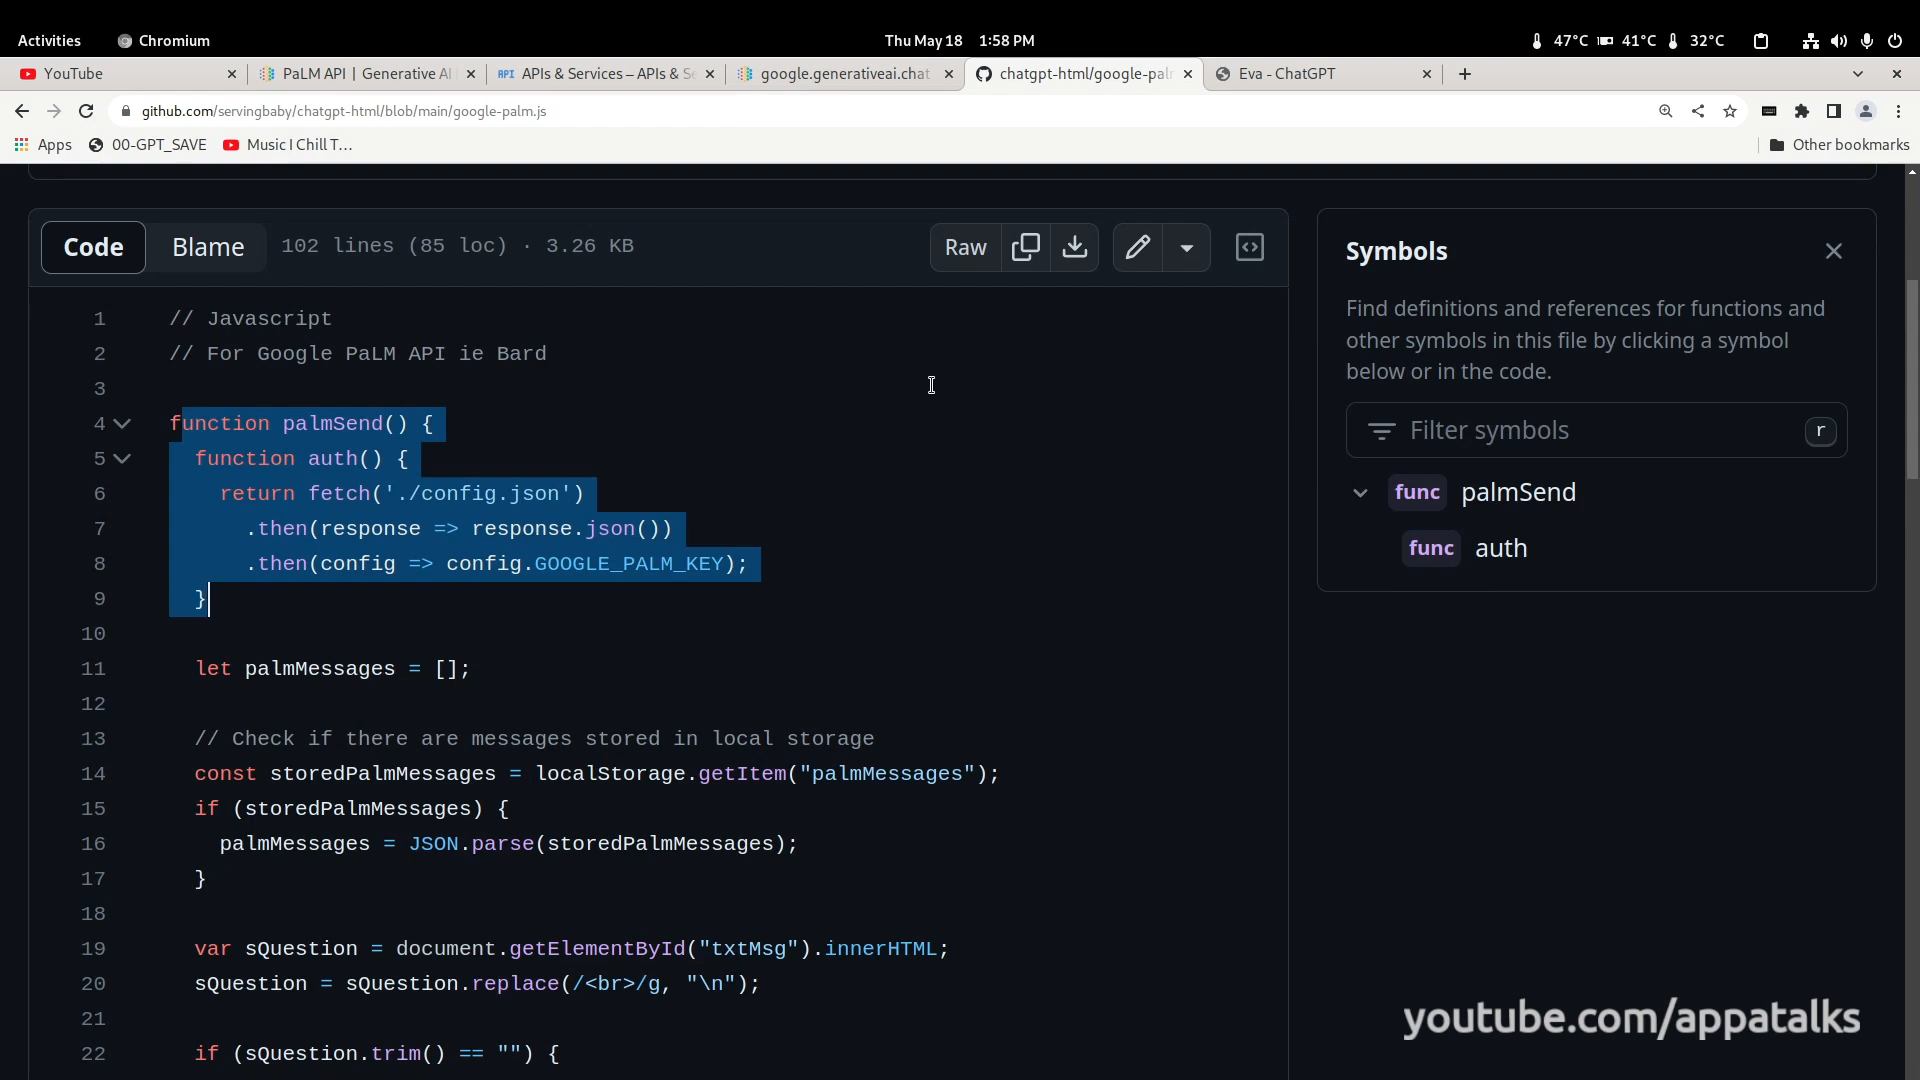 Activities Chromium Thu May 18 1:58 PM 47°C 41°C 32°C
YouTube PaLM API | Generative AI API APIs & Services – APIs & Se google.generativeai.chat chatgpt-html/google-palm Eva - ChatGPT
github.com/servingbaby/chatgpt-html/blob/main/google-palm.js
Apps 00-GPT_SAVE Music I Chill T... Other bookmarks
Code Blame 102 lines (85 loc) · 3.26 KB Raw
Symbols
Find definitions and references for functions and
other symbols in this file by clicking a symbol
below or in the code.
Filter symbols r
func palmSend
func auth
1 // Javascript
2 // For Google PaLM API ie Bard
3
4 function palmSend() {
5 function auth() {
6 return fetch('./config.json')
7 .then(response => response.json())
8 .then(config => config.GOOGLE_PALM_KEY);
9 }
10
11 let palmMessages = [];
12
13 // Check if there are messages stored in local storage
14 const storedPalmMessages = localStorage.getItem("palmMessages");
15 if (storedPalmMessages) {
16 palmMessages = JSON.parse(storedPalmMessages);
17 }
18
19 var sQuestion = document.getElementById("txtMsg").innerHTML;
20 sQuestion = sQuestion.replace(/<br>/g, "\n");
21
22 if (sQuestion.trim() == "") {
youtube.com/appatalks